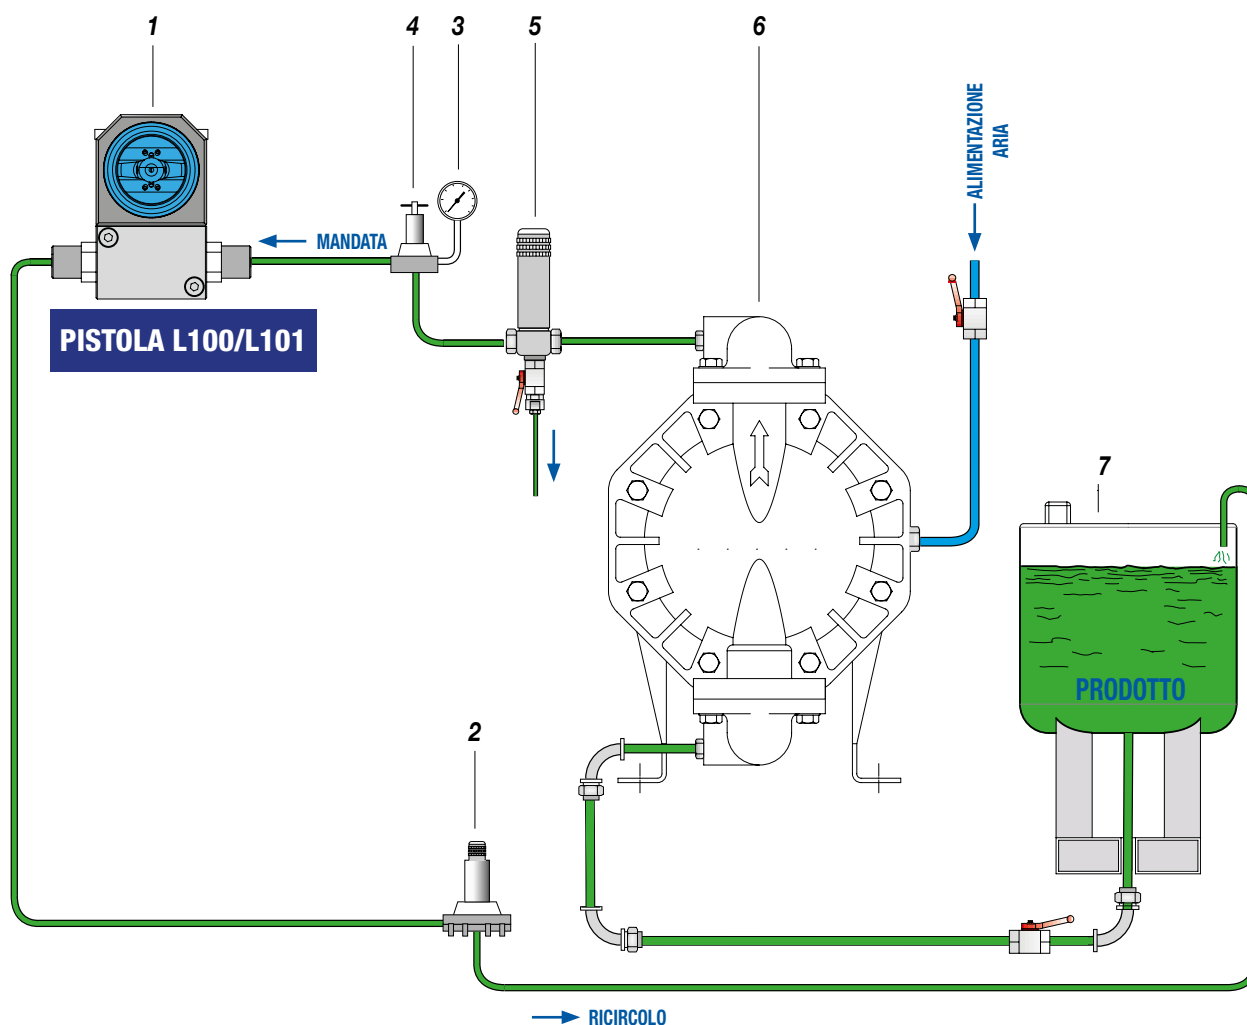 1
4
3
5
6
ALIMENTAZIONE
ARIA
MANDATA
PISTOLA L100/L101
7
PRODOTTO
2
RICIRCOLO